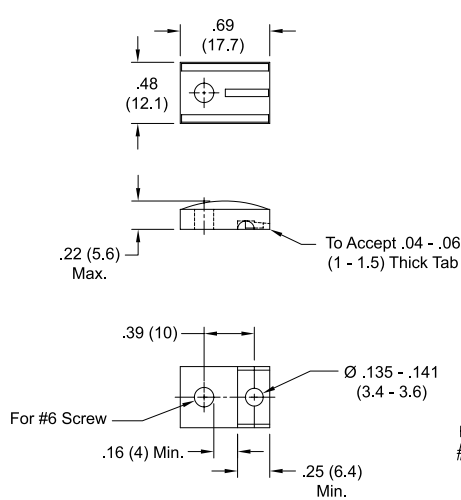 .69
(17.7)
.48
(12.1)
.22 (5.6)
Max.
To Accept .04 - .06
(1 - 1.5) Thick Tab
.39 (10)
Ø .135 - .141
(3.4 - 3.6)
For #6 Screw
.16 (4) Min.
.25 (6.4)
Min.
#